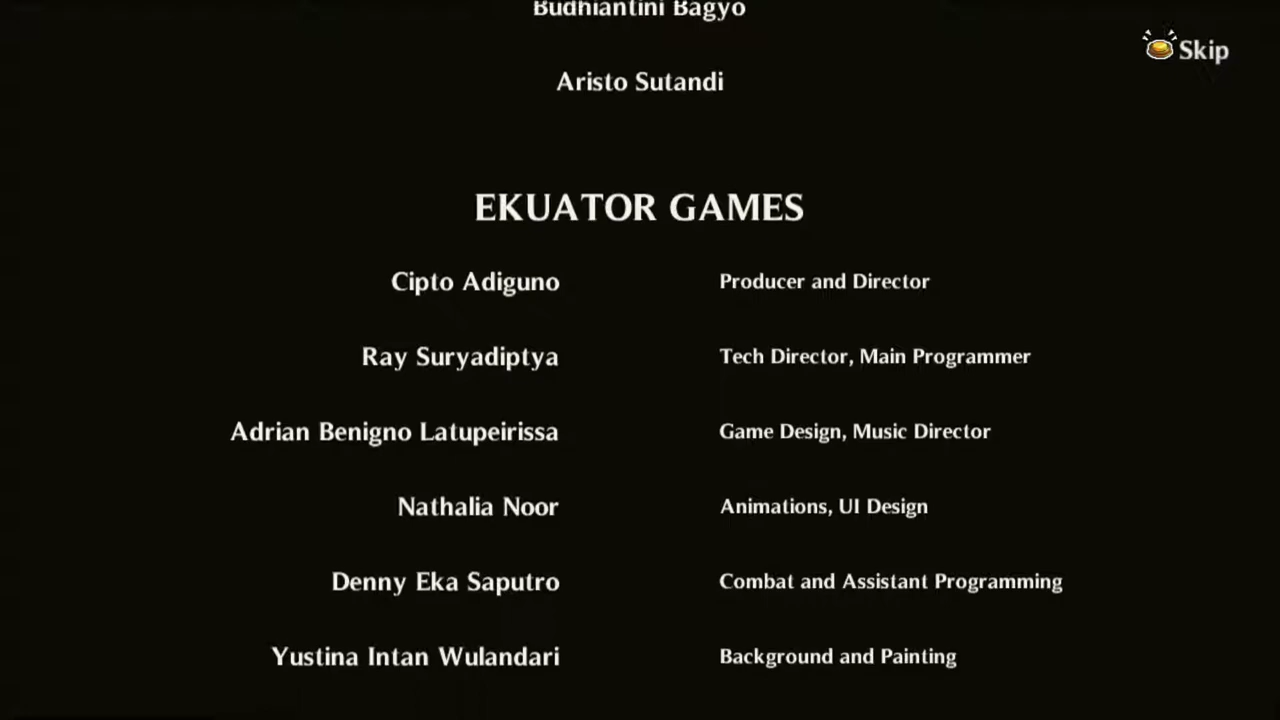 Budhiantini Bagyo
Skip
Aristo Sutandi
EKUATOR GAMES
Cipto Adiguno Producer and Director
Ray Suryadiptya Tech Director, Main Programmer
Adrian Benigno Latupeirissa Game Design, Music Director
Nathalia Noor Animations, UI Design
Denny Eka Saputro Combat and Assistant Programming
Yustina Intan Wulandari Background and Painting